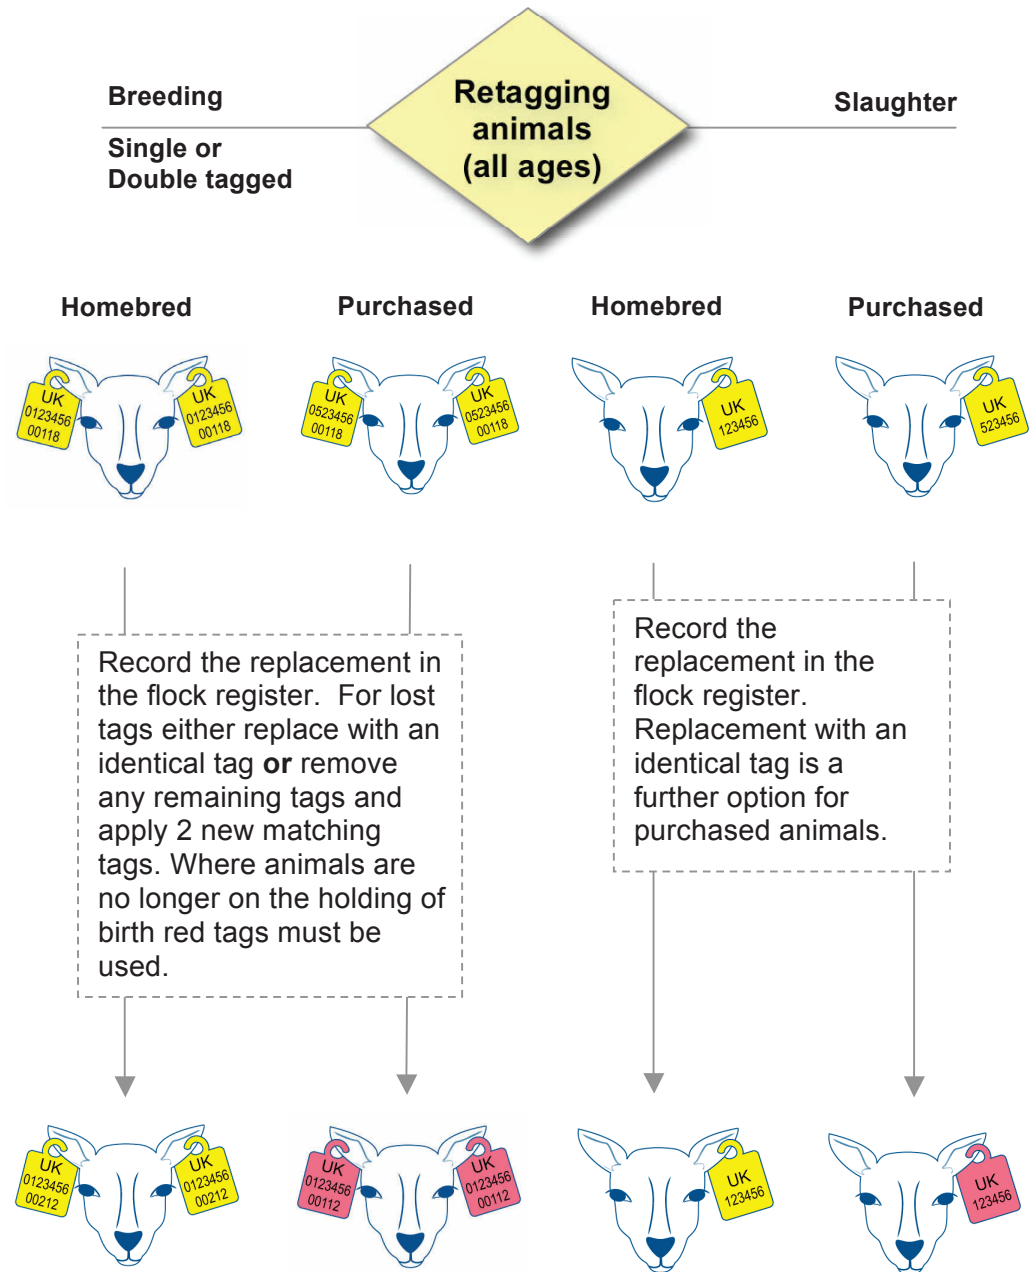 Breeding
Single or
Double tagged
Retagging
animals
(all ages)
Slaughter
Homebred
Purchased
Homebred
Purchased
UK
0123456
00118
UK
0123456
00118
UK
0523456
00118
UK
0523456
00118
UK
123456
UK
523456
Record the replacement in
the flock register.  For lost
tags either replace with an
identical tag or remove
any remaining tags and
apply 2 new matching
tags. Where animals are
no longer on the holding of
birth red tags must be
used.
Record the
replacement in the
flock register.
Replacement with an
identical tag is a
further option for
purchased animals.
UK
0123456
00212
UK
0123456
00212
UK
0123456
00112
UK
0123456
00112
UK
123456
UK
123456